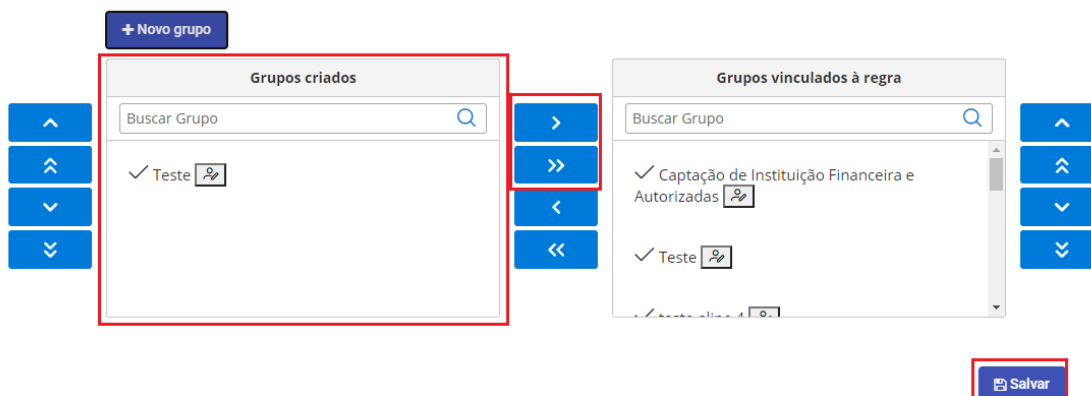 Novo grupo
Grupos criados
Buscar Grupo
Teste
Grupos vinculados à regra
Buscar Grupo
Captação de Instituição Financeira e
Autorizadas
Teste
Salvar